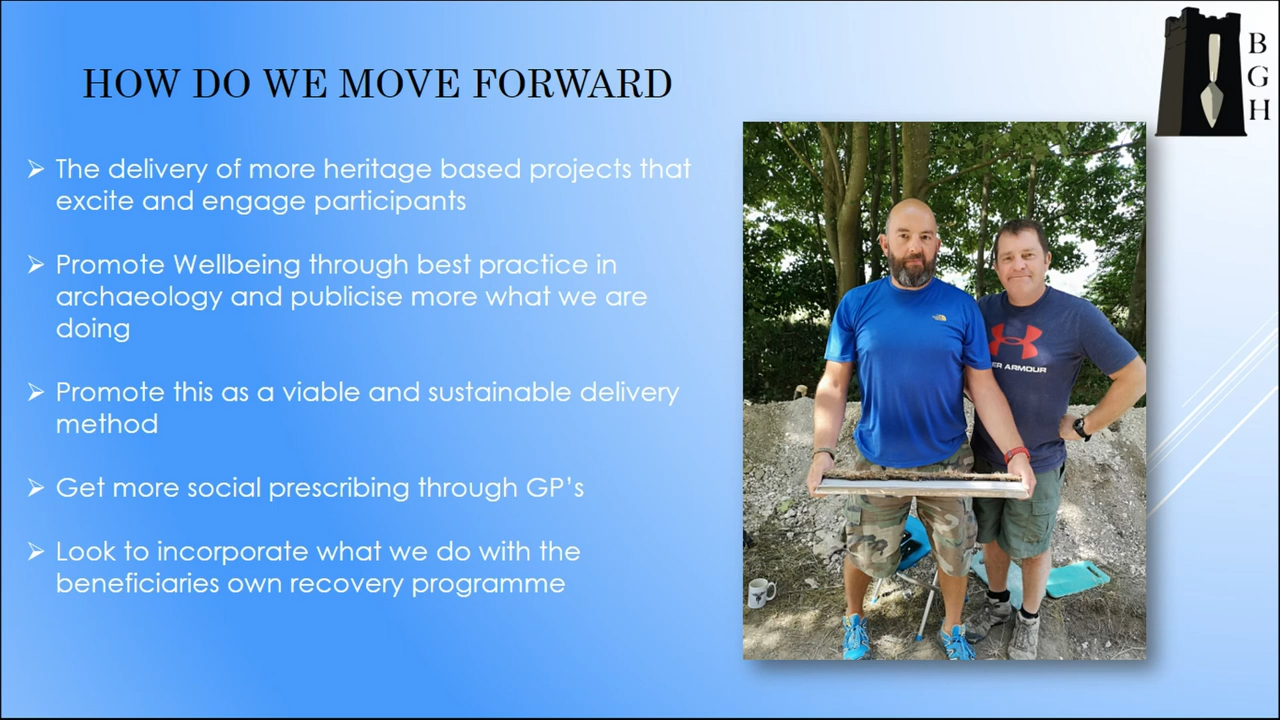 HOW DO WE MOVE FORWARD
B
G
H
➢ The delivery of more heritage based projects that
excite and engage participants
➢ Promote Wellbeing through best practice in
archaeology and publicise more what we are
doing
➢ Promote this as a viable and sustainable delivery
method
➢ Get more social prescribing through GP's
➢ Look to incorporate what we do with the
beneficiaries own recovery programme
ARMOUR